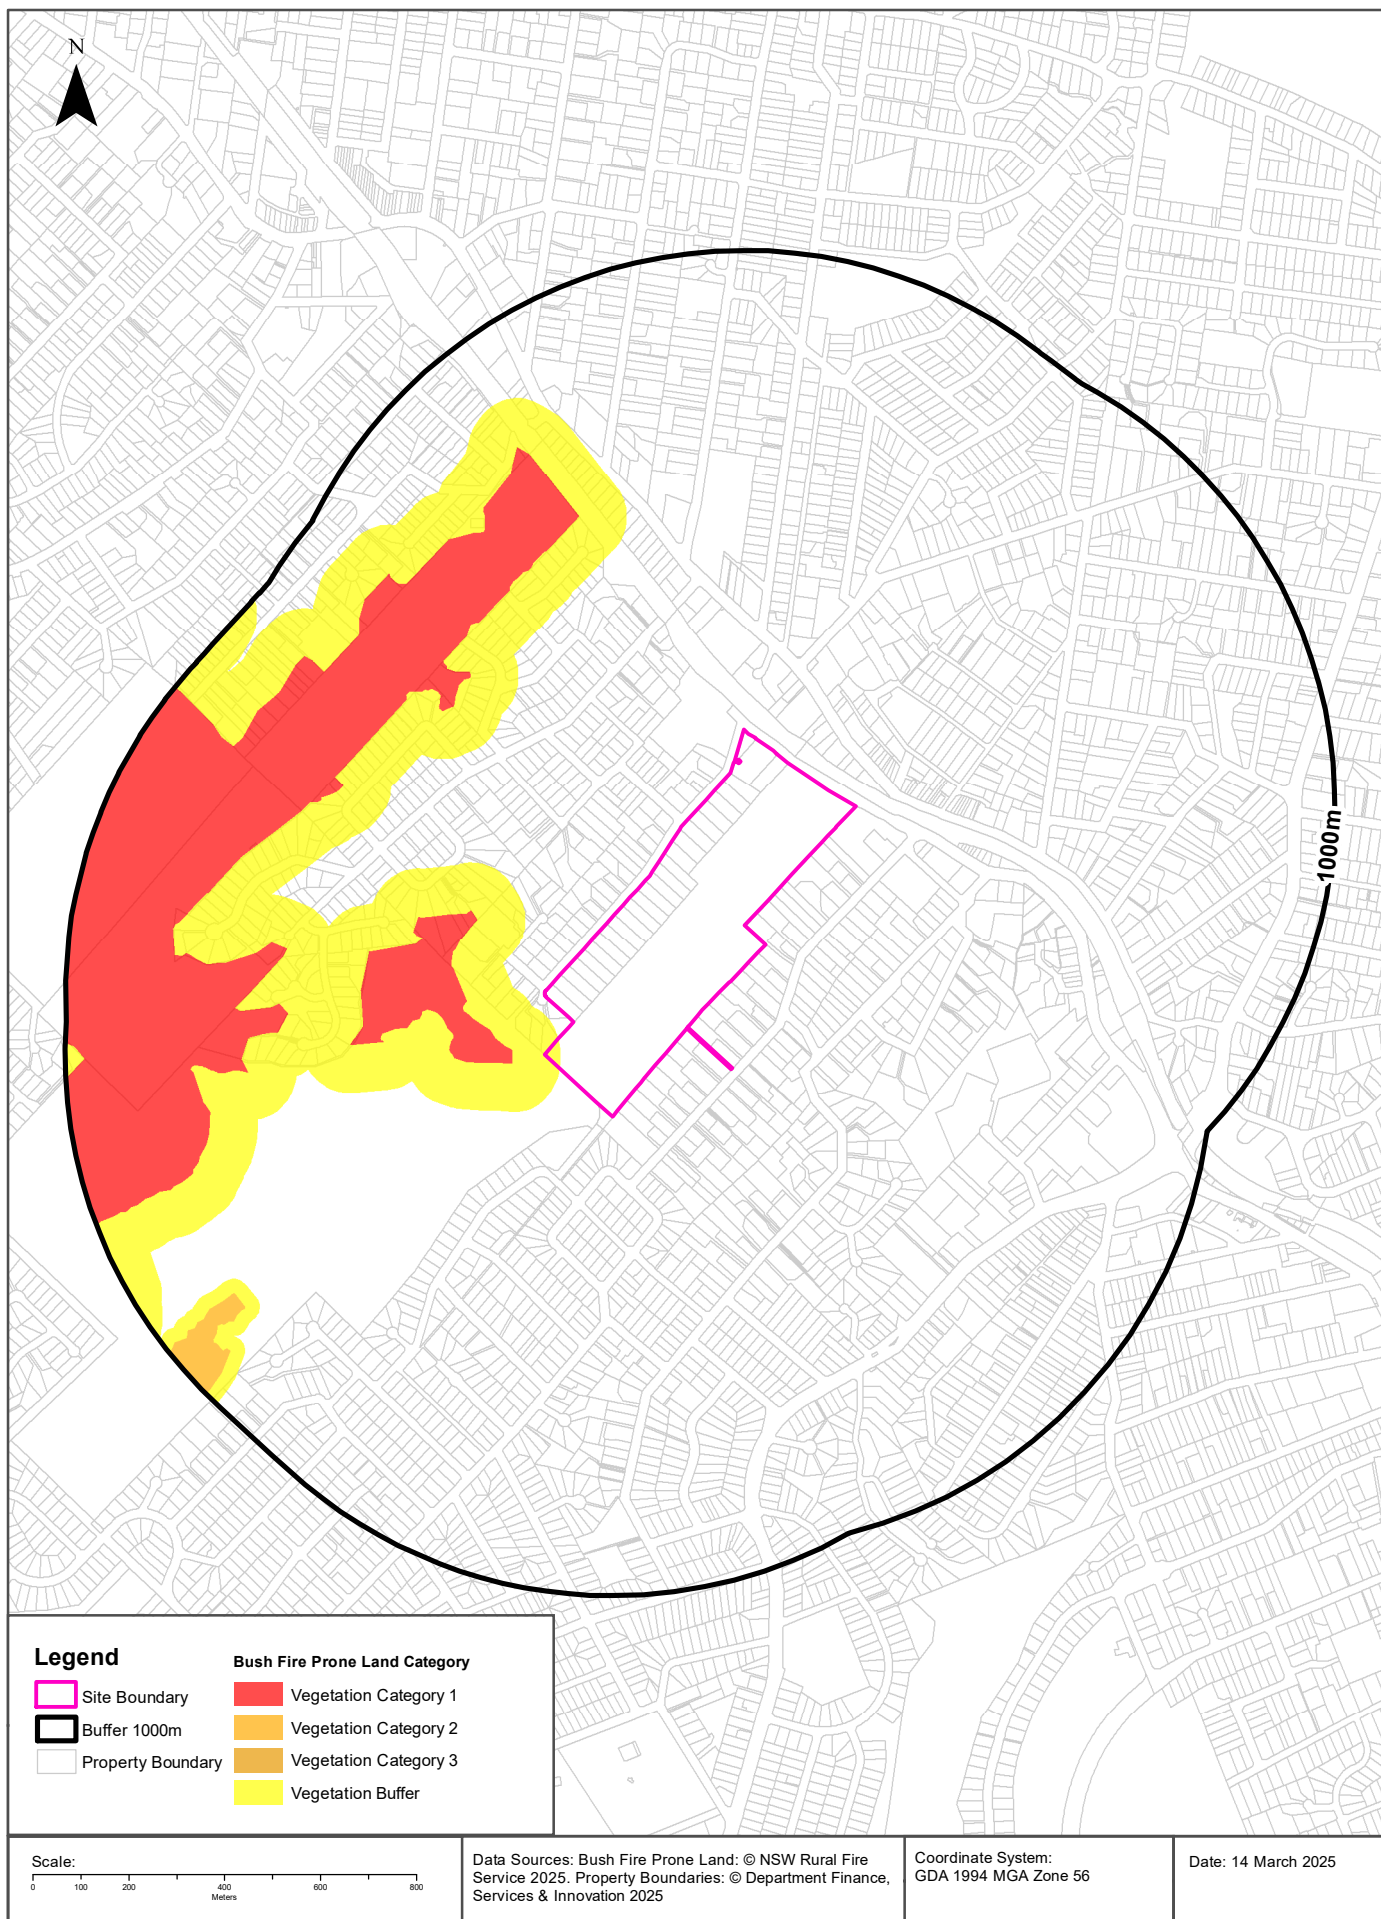 N
1000m
Legend
Site Boundary
Buffer 1000m
Property Boundary
Bush Fire Prone Land Category
Vegetation Category 1
Vegetation Category 2
Vegetation Category 3
Vegetation Buffer
Scale:
0 100 200 400 600 800
Meters
Data Sources: Bush Fire Prone Land: © NSW Rural Fire
Service 2025. Property Boundaries: © Department Finance,
Services & Innovation 2025
Coordinate System:
GDA 1994 MGA Zone 56
Date: 14 March 2025